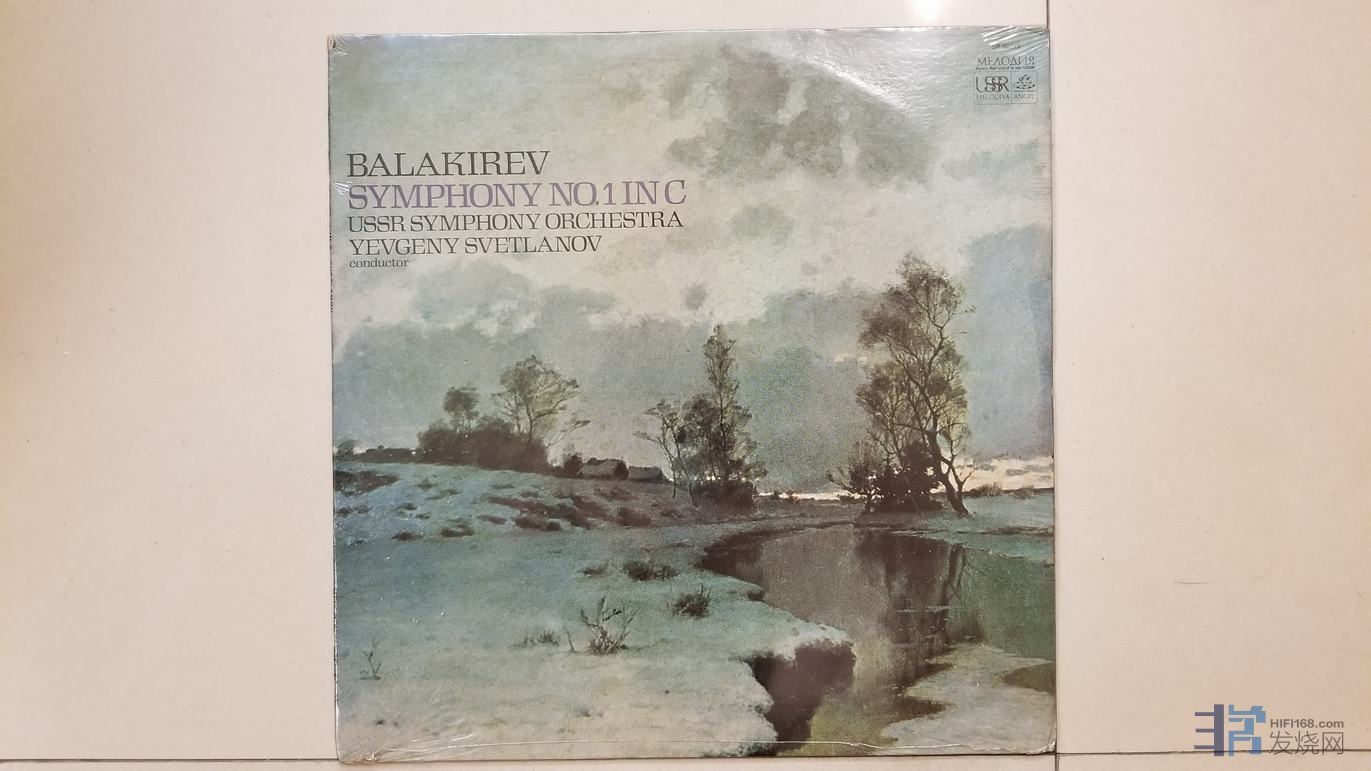 МЕЛОДИЯ
USSR
MELODIYA ANGEL
BALAKIREV
SYMPHONY NO.1 IN C
USSR SYMPHONY ORCHESTRA
YEVGENY SVETLANOV
conductor
HIFI168.com
发烧网